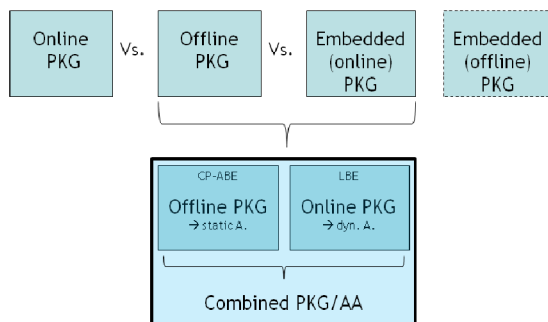 Online
PKG
Vs.
Offline
PKG
Vs.
Embedded
(online)
PKG
Embedded
(offline)
PKG
CP-ABE
Offline PKG
→ static A.
LBE
Online PKG
→ dyn. A.
Combined PKG/AA